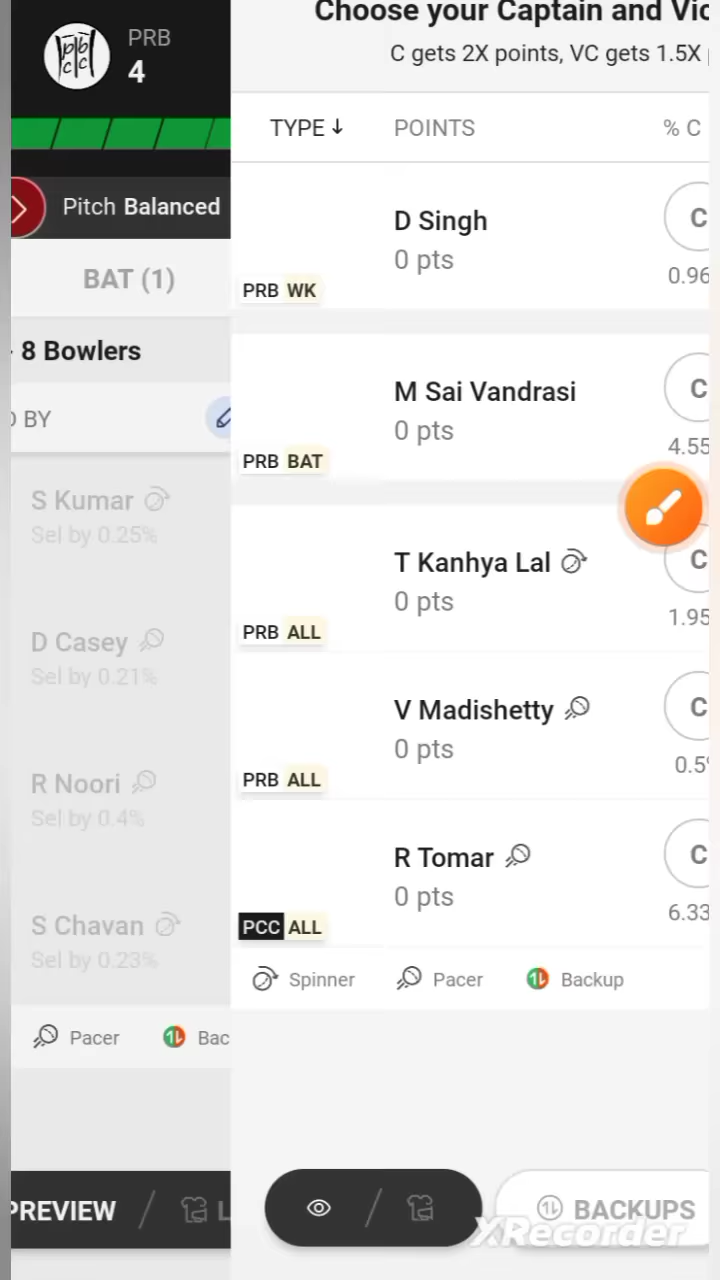 PRB
4
Pitch Balanced
BAT (1)
8 Bowlers
BY
S Kumar
Sel by 0.25%
D Casey
Sel by 0.21%
R Noori
Sel by 0.4%
S Chavan
Sel by 0.23%
Pacer
Bac
PREVIEW / L
Choose your Captain and Vic
C gets 2X points, VC gets 1.5X
TYPE↓ POINTS % C
D Singh C
0 pts 0.96
PRB WK
M Sai Vandrasi C
0 pts 4.55
PRB BAT
T Kanhya Lal C
0 pts 1.95
PRB ALL
V Madishetty C
0 pts 0.5
PRB ALL
R Tomar C
0 pts 6.33
PCC ALL
Spinner Pacer Backup
BACKUPS
XRecorder